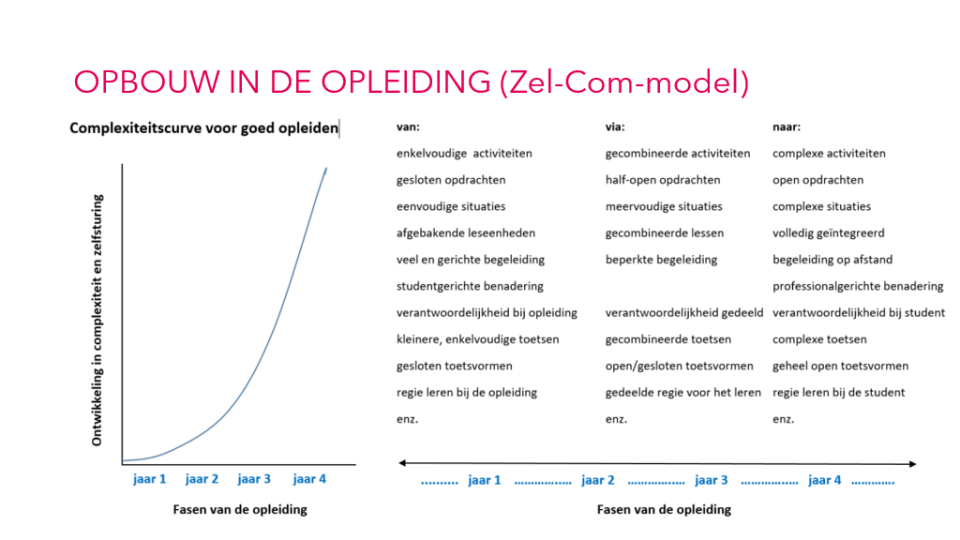 OPBOUW IN DE OPLEIDING (Zel-Com-model)
Complexiteitscurve voor goed opleiden
Ontwikkeling in complexiteit en zelfsturing
jaar 1 jaar 2 jaar 3 jaar 4
Fasen van de opleiding
van: via: naar:
enkelvoudige activiteiten gecombineerde activiteiten complexe activiteiten
gesloten opdrachten half-open opdrachten open opdrachten
eenvoudige situaties meervoudige situaties complexe situaties
afgebakende leseenheden gecombineerde lessen volledig geïntegreerd
veel en gerichte begeleiding beperkte begeleiding begeleiding op afstand
studentgerichte benadering professionalgerichte benadering
verantwoordelijkheid bij opleiding verantwoordelijkheid gedeeld verantwoordelijkheid bij student
kleinere, enkelvoudige toetsen gecombineerde toetsen complexe toetsen
gesloten toetsvormen open/gesloten toetsvormen geheel open toetsvormen
regie leren bij de opleiding gedeelde regie voor het leren regie leren bij de student
enz. enz. enz.
.......... jaar 1 ................ jaar 2 ................ jaar 3 ................ jaar 4 ............
Fasen van de opleiding